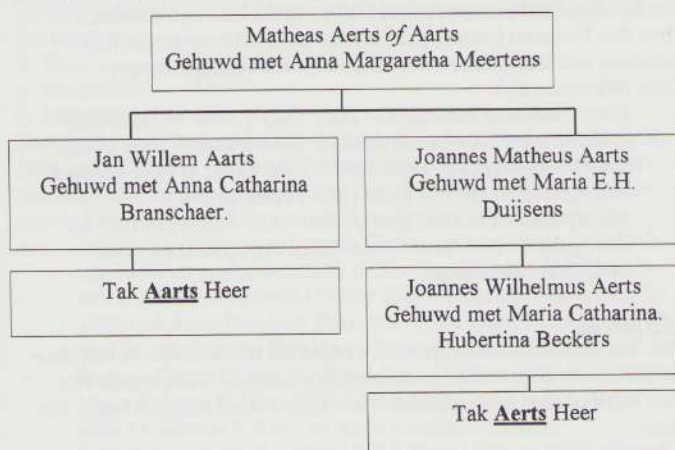 Matheas Aerts of Aarts
Gehuwd met Anna Margaretha Meertens
Jan Willem Aarts
Gehuwd met Anna Catharina
Branschaer.
Tak Aarts Heer
Joannes Matheus Aarts
Gehuwd met Maria E.H.
Duijsens
Joannes Wilhelmus Aerts
Gehuwd met Maria Catharina.
Hubertina Beckers
Tak Aerts Heer